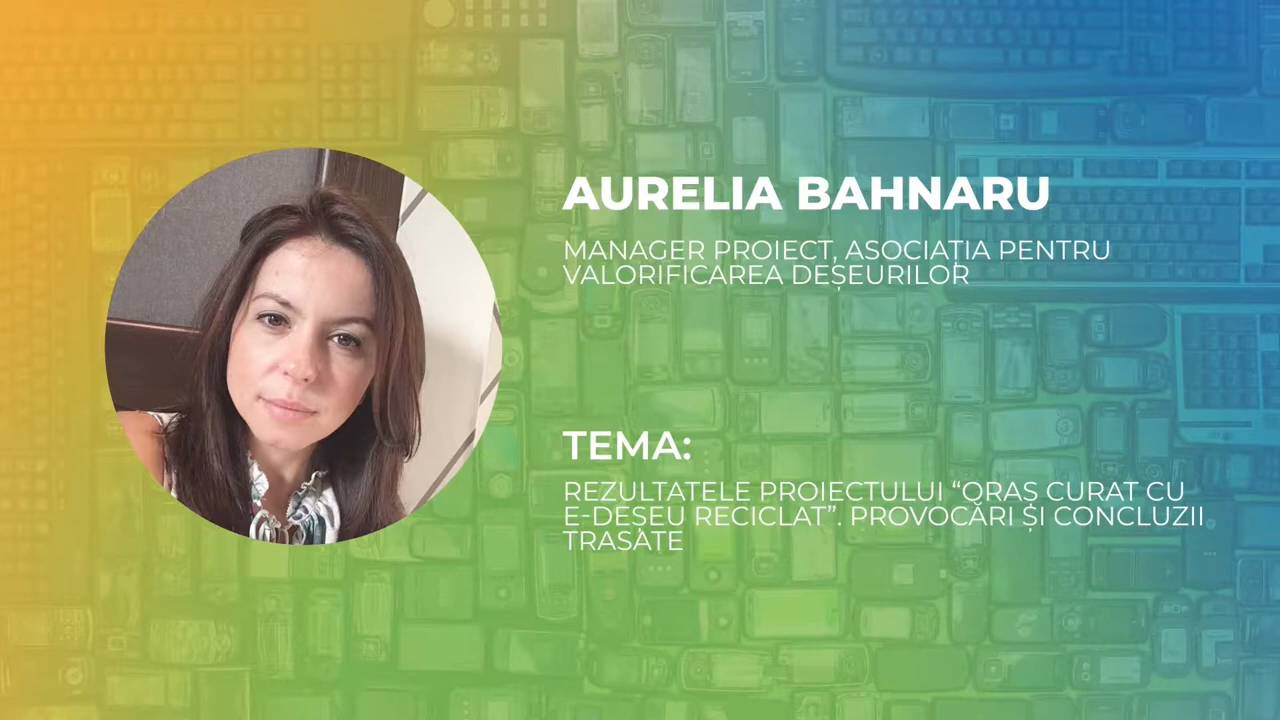 AURELIA BAHNARU
MANAGER PROIECT, ASOCIAȚIA PENTRU
VALORIFICAREA DEȘEURILOR
TEMA:
REZULTATELE PROIECTULUI “ORAȘ CURAT CU
E-DEȘEU RECICLAT”. PROVOCĂRI ȘI CONCLUZII
TRASATE